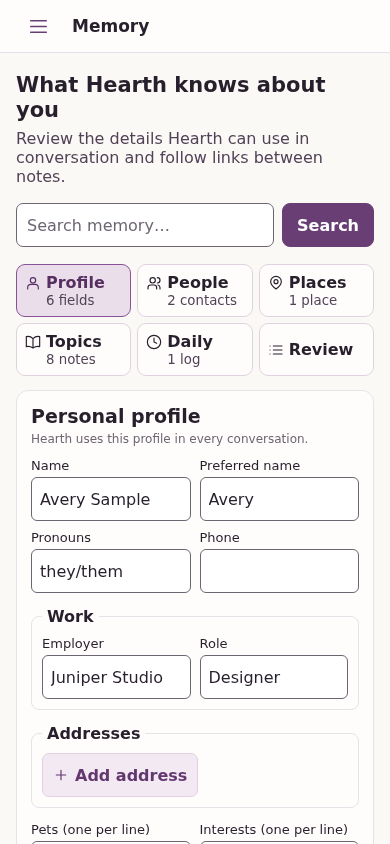 Memory
What Hearth knows about
you
Review the details Hearth can use in
conversation and follow links between
notes.
Search memory...
Search
Profile
6 fields
People
2 contacts
Places
1 place
Topics
8 notes
Daily
1 log
Review
Personal profile
Hearth uses this profile in every conversation.
Name
Preferred name
Avery Sample
Avery
Pronouns
Phone
they/them
Work
Employer
Role
Juniper Studio
Designer
Addresses
Add address
Pets (one per line)
Interests (one per line)